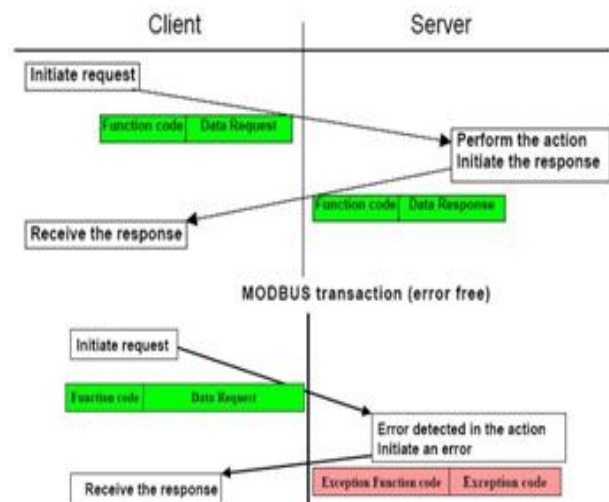 Client
Server
Initiate request
Function code
Data Request
Perform the action
Initiate the response
Function code
Data Response
Receive the response
MODBUS transaction (error free)
Initiate request
Function code
Data Request
Error detected in the action
Initiate an error
Exception Function code
Exception code
Receive the response